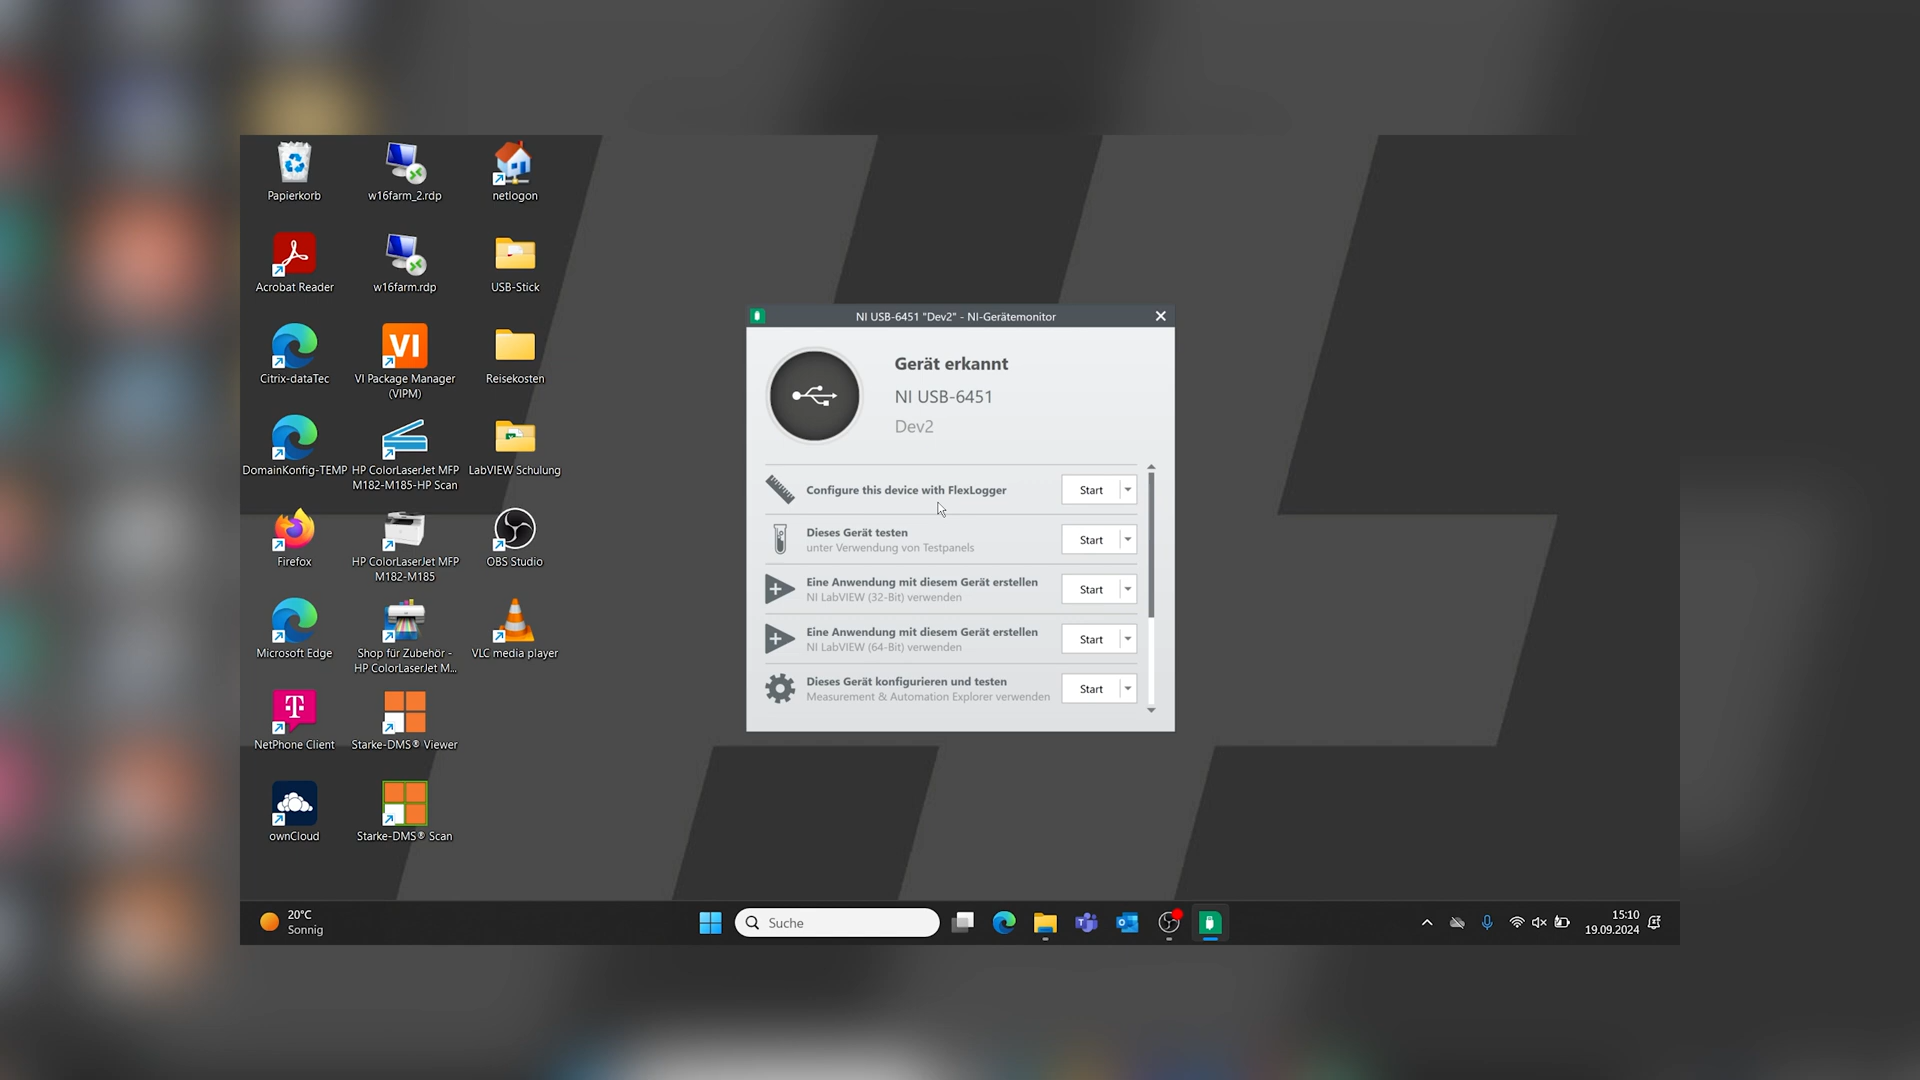 Papierkorb
w16farm_2.rdp
netlogon
Acrobat Reader
w16farm.rdp
USB-Stick
VI
Citrix-dataTec
VI Package Manager
(VIPM)
Reisekosten
DomainKonfig-TEMP
HP ColorLaserJet MFP
M182-M185-HP Scan
LabVIEW Schulung
Firefox
HP ColorLaserJet MFP
M182-M185
OBS Studio
Microsoft Edge
Shop für Zubehör -
HP ColorLaserJet M...
VLC media player
T
NetPhone Client
Starke-DMS® Viewer
ownCloud
Starke-DMS® Scan
NI USB-6451 "Dev2" - NI-Gerätemonitor
Gerät erkannt
NI USB-6451
Dev2
Configure this device with FlexLogger
Start
Dieses Gerät testen
unter Verwendung von Testpanels
Start
Eine Anwendung mit diesem Gerät erstellen
NI LabVIEW (32-Bit) verwenden
Start
Eine Anwendung mit diesem Gerät erstellen
NI LabVIEW (64-Bit) verwenden
Start
Dieses Gerät konfigurieren und testen
Measurement & Automation Explorer verwenden
Start
20°C
Sonnig
Suche
15:10
19.09.2024